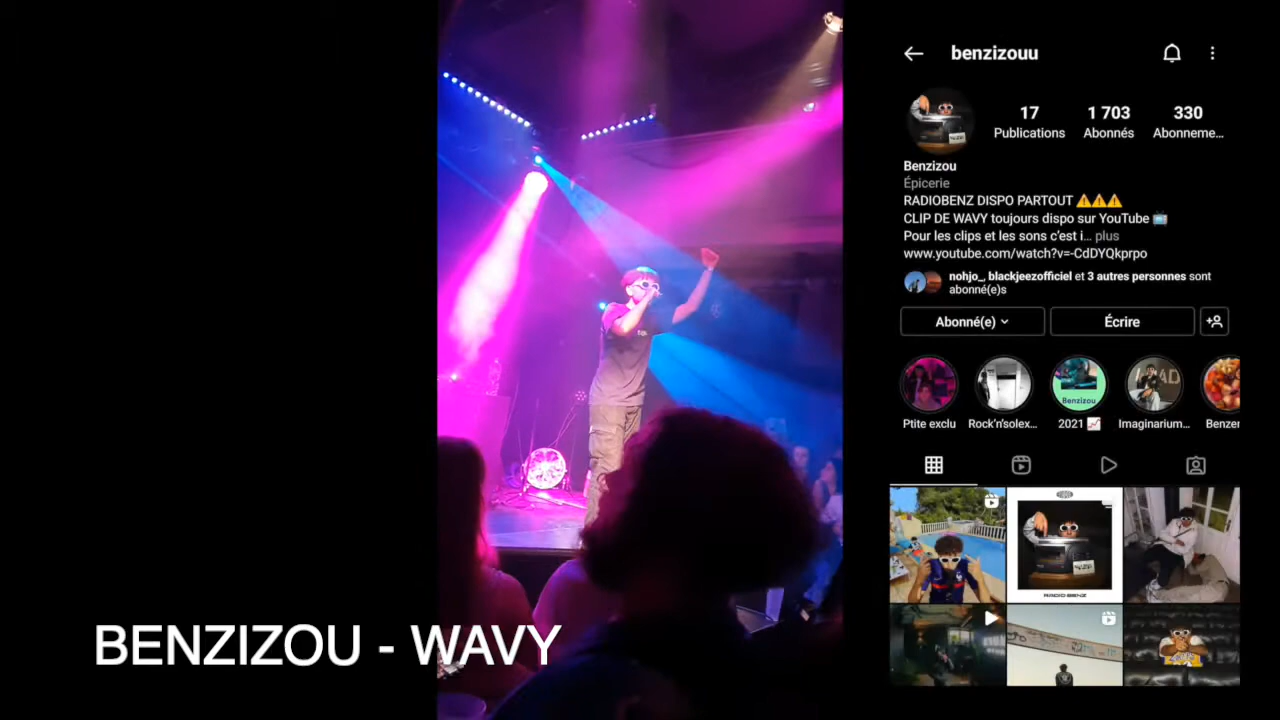 benzizouu
17
1 703
330
Publications
Abonnés
Abonneme...
Benzizou
Épicerie
RADIOBENZ DISPO PARTOUT ⚠️⚠️⚠️
CLIP DE WAVY toujours dispo sur YouTube 📺
Pour les clips et les sons c'est i... plus
www.youtube.com/watch?v=-CdDYQkprpo
nohjo_, blackjeezofficiel et 3 autres personnes sont
abonné(e)s
Abonné(e)
Écrire
Benzizou
Ptite exclu
Rock'n'solex...
2021 📈
Imaginarium...
Benzer
RADIO BENZ
BENZIZOU - WAVY